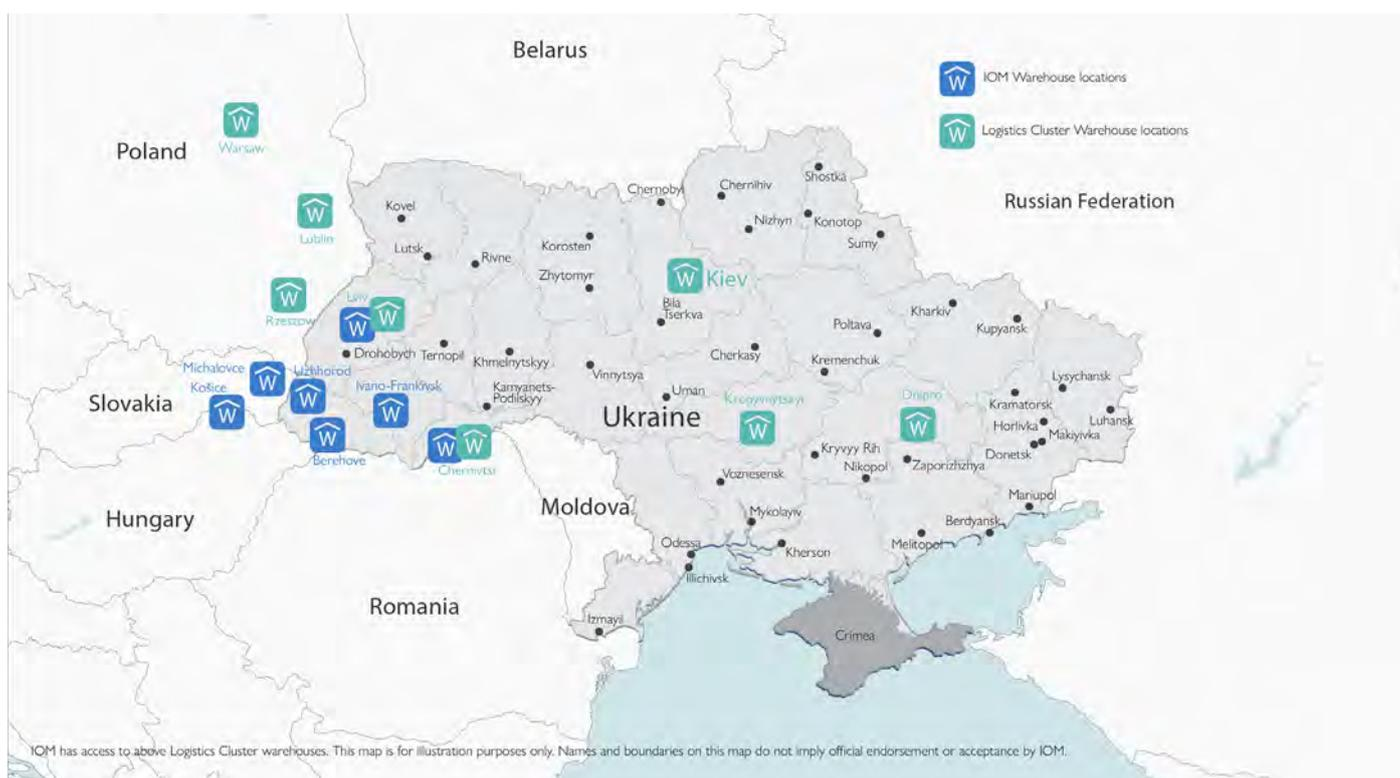 Belarus
W
IOM Warehouse locations
W
Logistics Cluster Warehouse locations
W
Warsaw
Poland
Shostka
Chernihiv
Chernobyl
Russian Federation
W
Lublin
Kovel
Nizhyn
Konotop
Sumy
Lutsk
Rivne
Korosten
Zhytomyr
W
Kiev
W
Rzeszow
Lviv
W
W
Bila
Tserkva
Kharkiv
Kupyansk
Poltava
Drohobych
Ternopil
Khmelnytskyy
Cherkasy
Kremenchuk
Michalovce
W
Uzhhorod
W
Vinnytsya
Lysychansk
Košice
W
Ivano-Frankivsk
W
Kamyanets-
Podilskyy
Uman
Slovakia
Ukraine
W
Dnipro
W
Kramatorsk
Luhansk
Horlivka
Makiyivka
Donetsk
W
Berehove
W
W
Chernivtsi
Kryvyy Rih
Nikopol
Zaporizhzhya
Voznesensk
Mariupol
Hungary
Moldova
Mykolayiv
Berdyansk
Melitopol
Odessa
Kherson
Illichivsk
Romania
Izmayil
Crimea
IOM has access to above Logistics Cluster warehouses. This map is for illustration purposes only. Names and boundaries on this map do not imply official endorsement or acceptance by IOM.